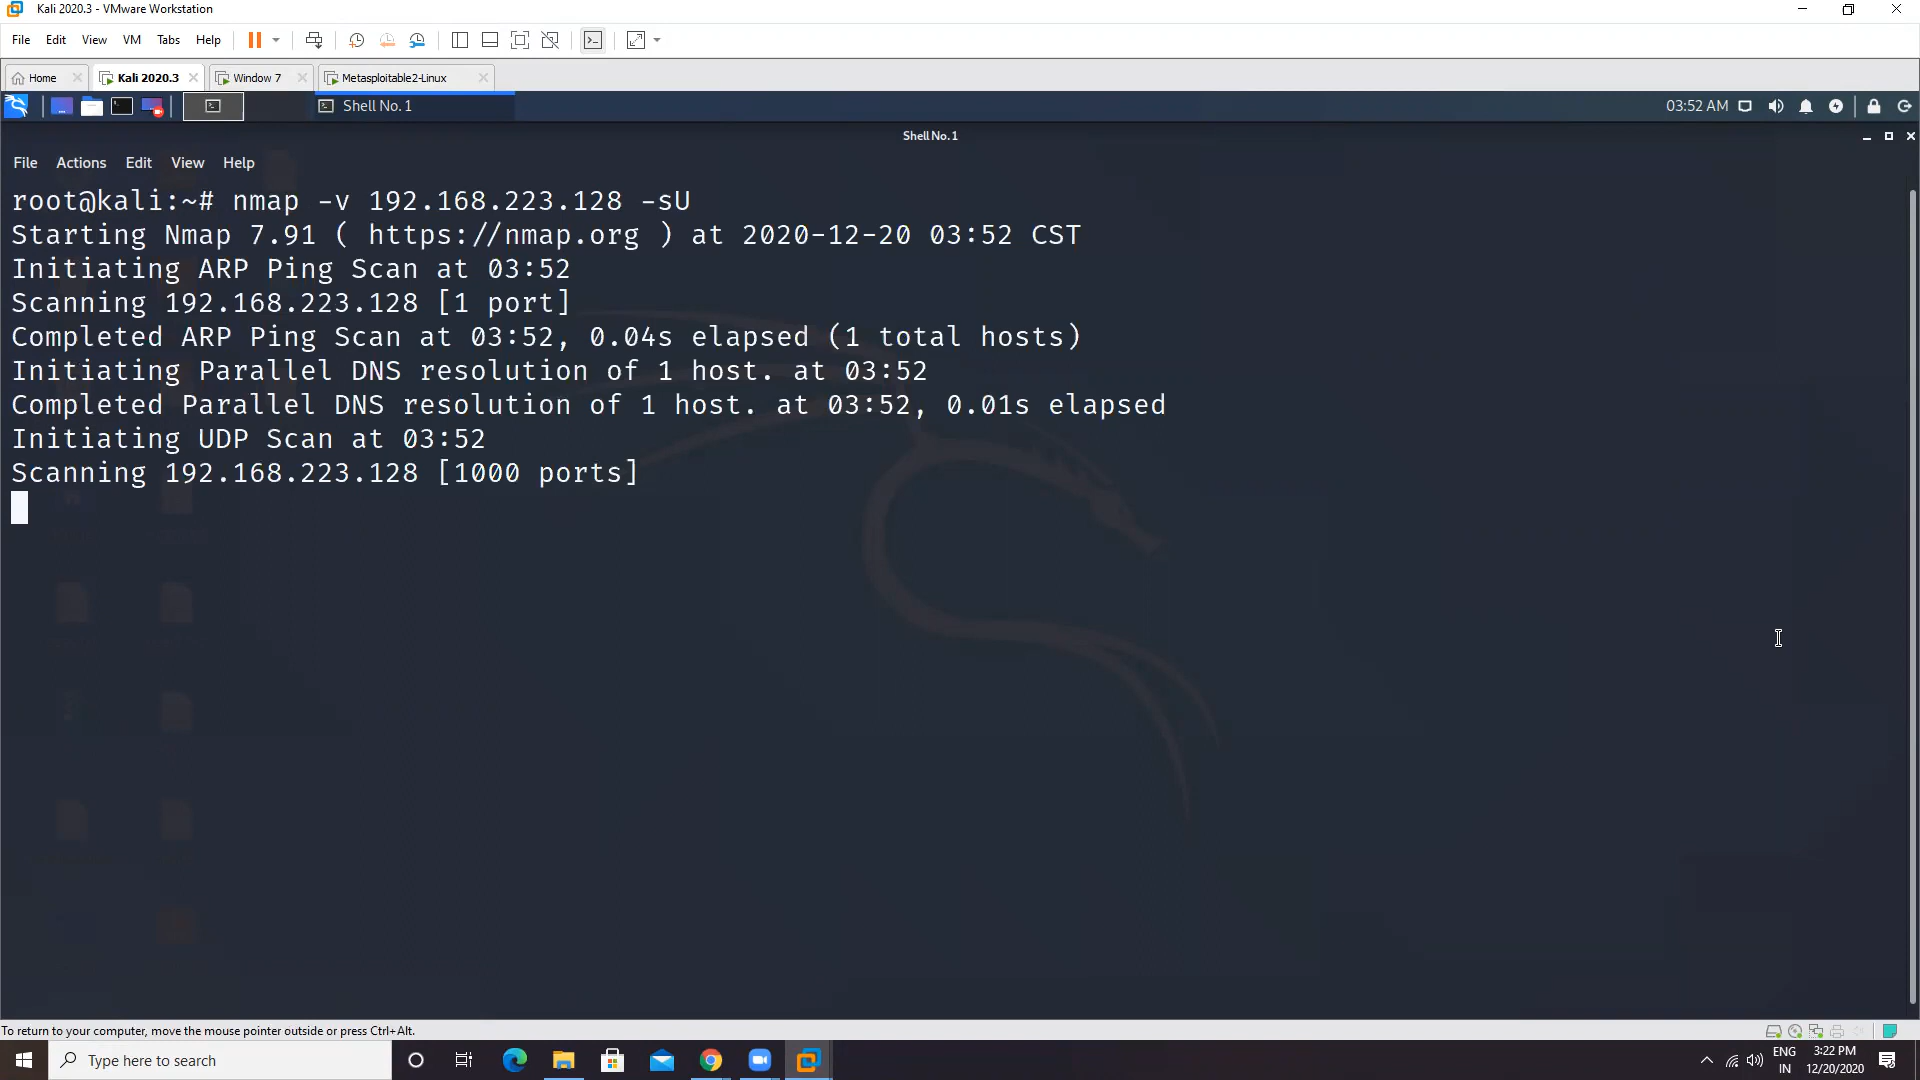 Kali 2020.3 - VMware Workstation
File Edit View VM Tabs Help
Home Kali 2020.3 Window 7 Metasploitable2-Linux
Shell No. 1 03:52 AM
Shell No. 1
File Actions Edit View Help
root@kali:~# nmap -v 192.168.223.128 -sU
Starting Nmap 7.91 ( https://nmap.org ) at 2020-12-20 03:52 CST
Initiating ARP Ping Scan at 03:52
Scanning 192.168.223.128 [1 port]
Completed ARP Ping Scan at 03:52, 0.04s elapsed (1 total hosts)
Initiating Parallel DNS resolution of 1 host. at 03:52
Completed Parallel DNS resolution of 1 host. at 03:52, 0.01s elapsed
Initiating UDP Scan at 03:52
Scanning 192.168.223.128 [1000 ports]
To return to your computer, move the mouse pointer outside or press Ctrl+Alt.
Type here to search
ENG 3:22 PM
IN 12/20/2020